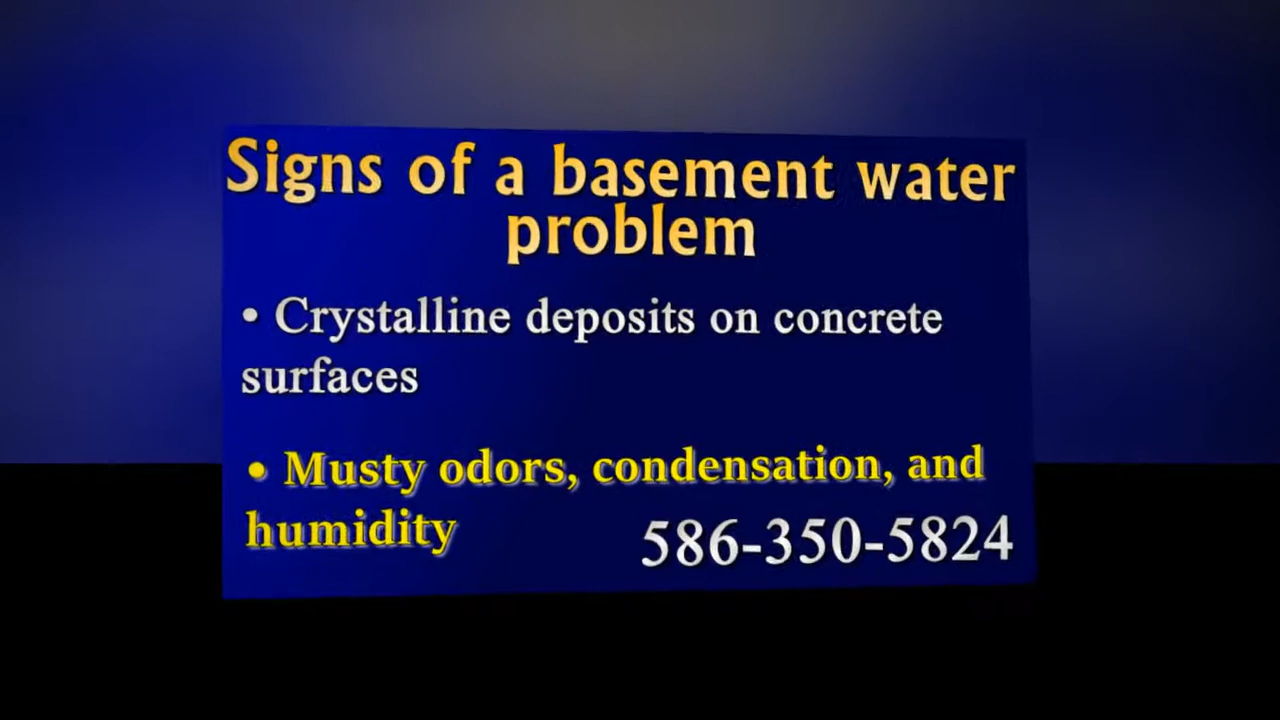 Signs of a basement water
problem
• Crystalline deposits on concrete
surfaces
• Musty odors, condensation, and
humidity
586-350-5824